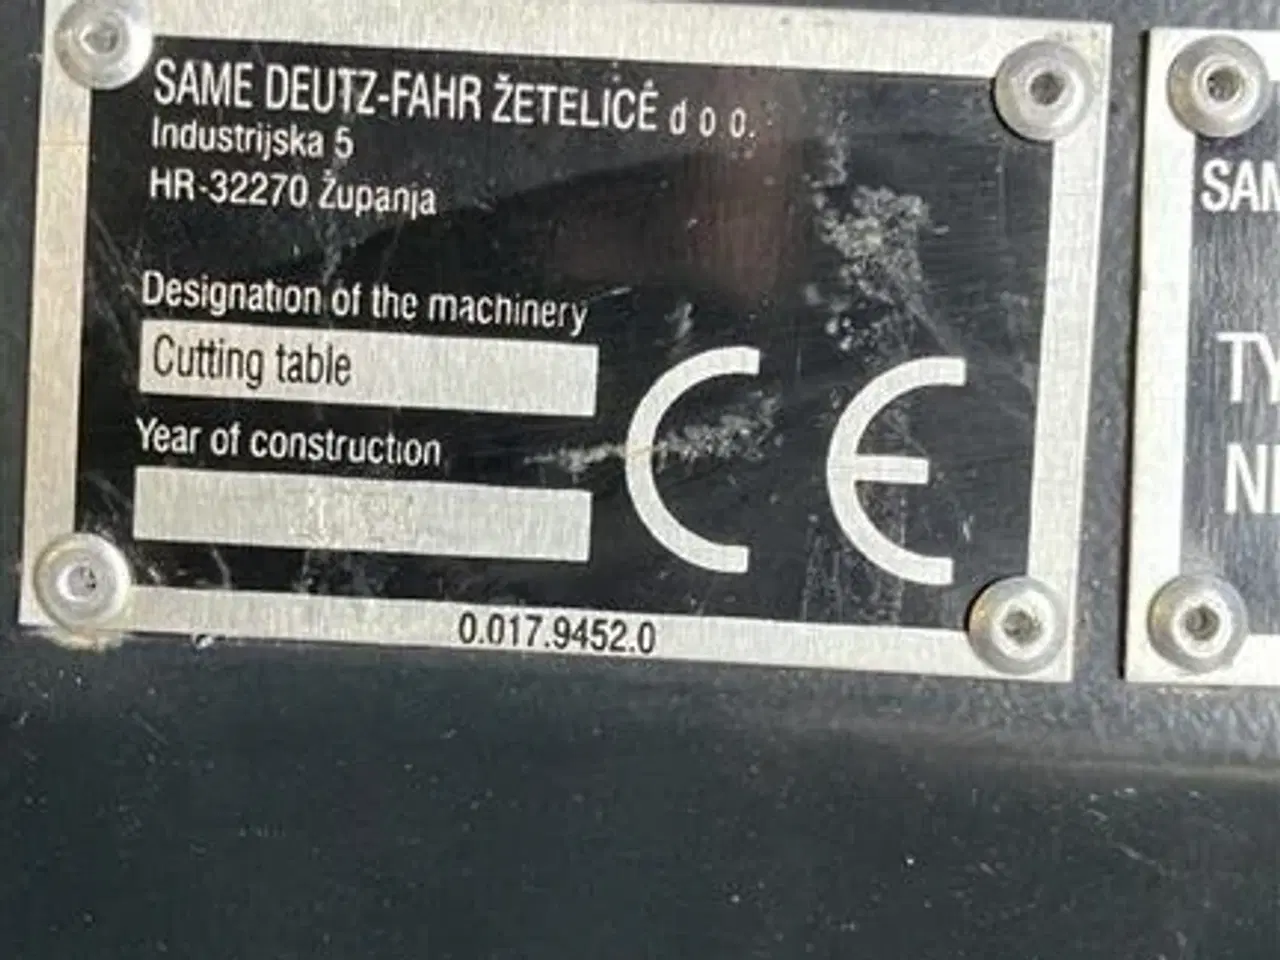 SAME DEUTZ-FAHR ŽETELICE d o o.
Industrijska 5
HR-32270 Županja
Designation of the machinery
Cutting table
Year of construction
CE
0.017.9452.0
SAM
TY